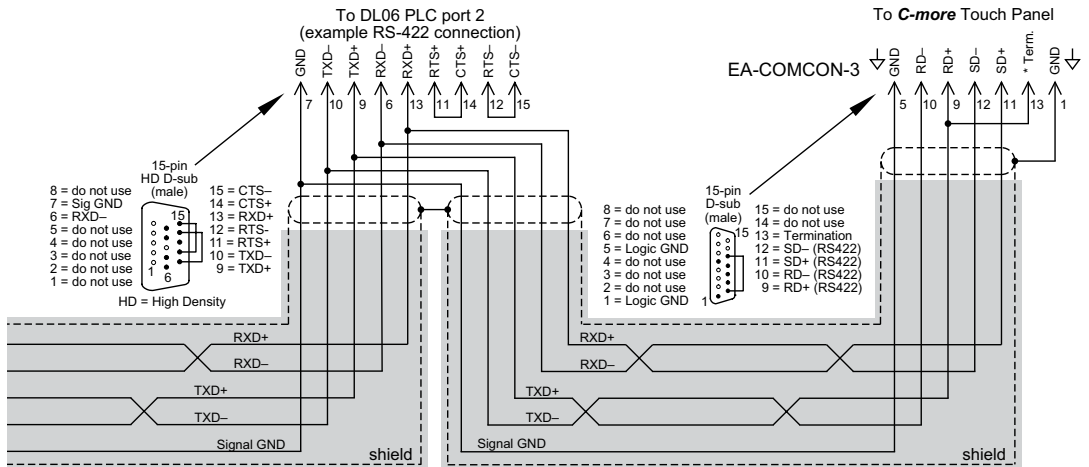 To DL06 PLC port 2
(example RS-422 connection)
GND
TXD–
TXD+
RXD–
RXD+
RTS+
CTS+
RTS–
CTS–
7
10
9
6
13
11
14
12
15
To C-more Touch Panel
EA-COMCON-3
GND
RD–
RD+
SD–
SD+
* Term.
GND
5
10
9
12
11
13
1
15-pin
HD D-sub
(male)
8 = do not use
7 = Sig GND
6 = RXD–
5 = do not use
4 = do not use
3 = do not use
2 = do not use
1 = do not use
15
1
6
15 = CTS–
14 = CTS+
13 = RXD+
12 = RTS-
11 = RTS+
10 = TXD–
9 = TXD+
HD = High Density
15-pin
D-sub
(male)
8 = do not use
7 = do not use
6 = do not use
5 = Logic GND
4 = do not use
3 = do not use
2 = do not use
1 = Logic GND
15
1
15 = do not use
14 = do not use
13 = Termination
12 = SD– (RS422)
11 = SD+ (RS422)
10 = RD– (RS422)
9 = RD+ (RS422)
RXD+
RXD–
TXD+
TXD–
Signal GND
shield
RXD+
RXD–
TXD+
TXD–
Signal GND
shield